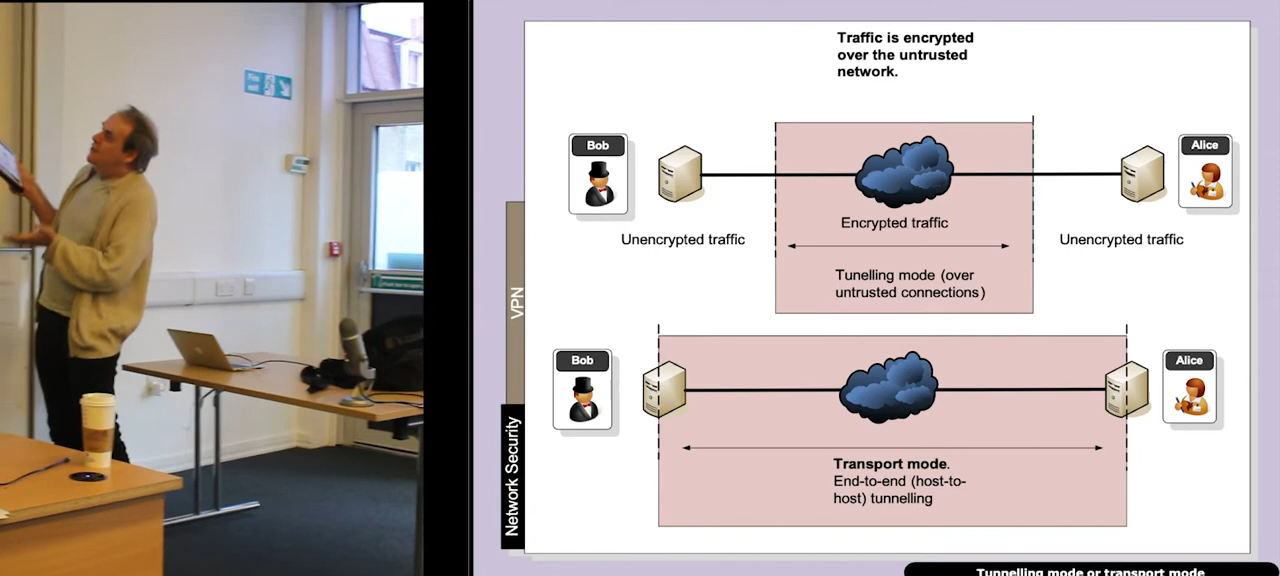 Traffic is encrypted
over the untrusted
network.
Bob
Alice
Encrypted traffic
Unencrypted traffic
Unencrypted traffic
Tunelling mode (over
untrusted connections)
VPN
Bob
Alice
Transport mode.
End-to-end (host-to-
host) tunnelling
Network Security
Tunnelling mode or transport mode